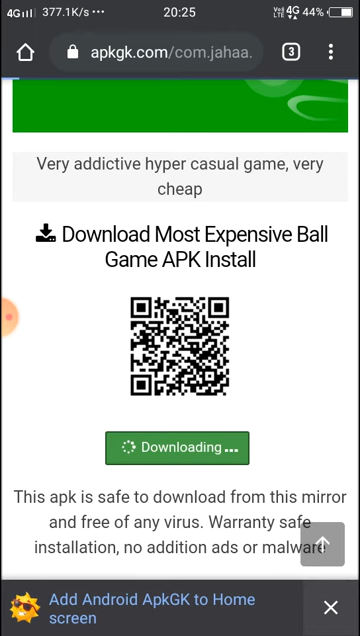 4G 377.1K/s ••• 20:25 Vo) LTE 4G 44%
apkgk.com/com.jahaa. 3
Very addictive hyper casual game, very
cheap
Download Most Expensive Ball
Game APK Install
Downloading...
This apk is safe to download from this mirror
and free of any virus. Warranty safe
installation, no addition ads or malware
Add Android ApkGK to Home
screen